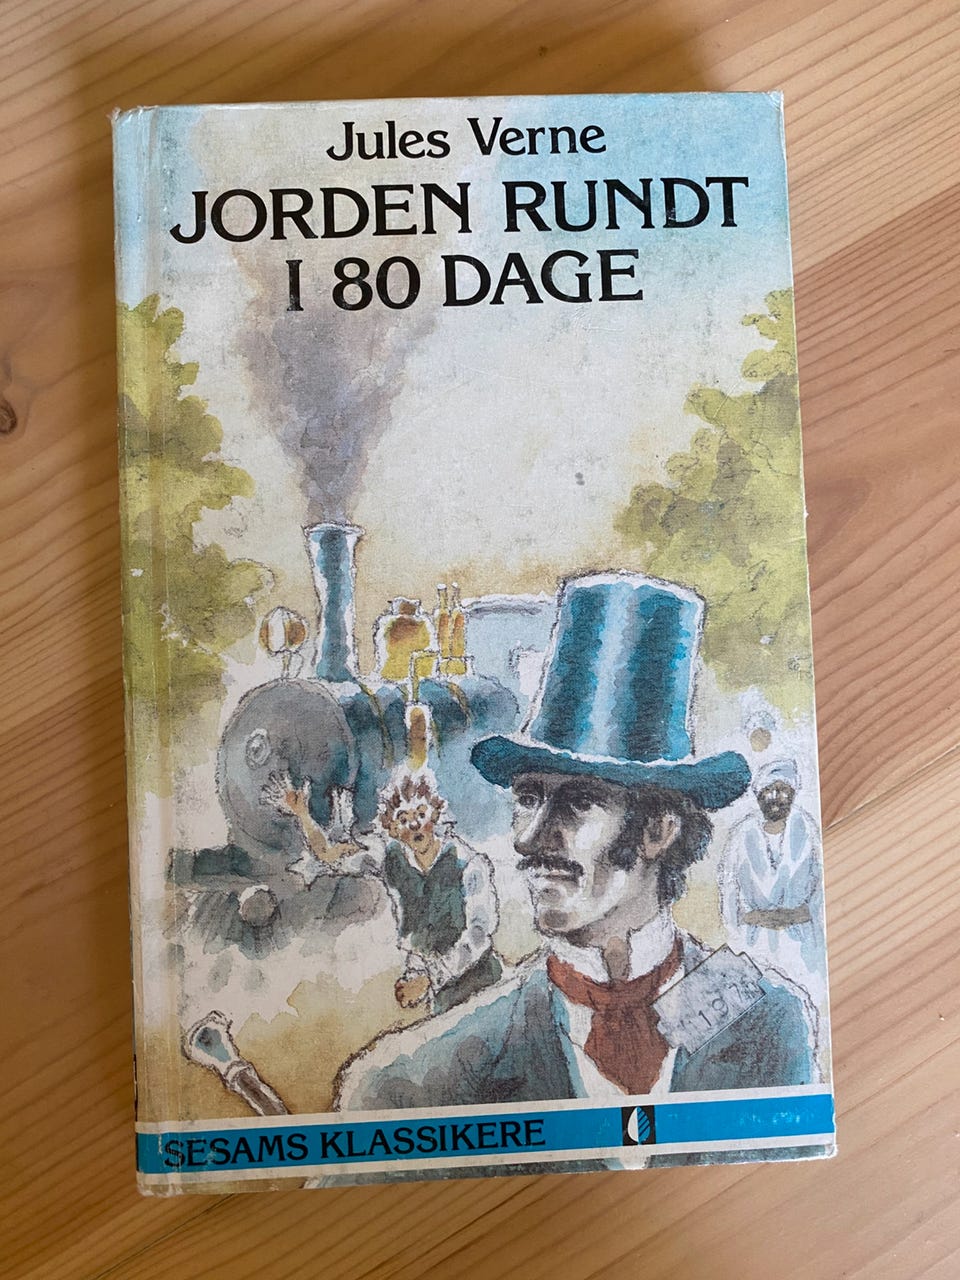 Jules Verne
JORDEN RUNDT
I 80 DAGE
SESAMS KLASSIKERE